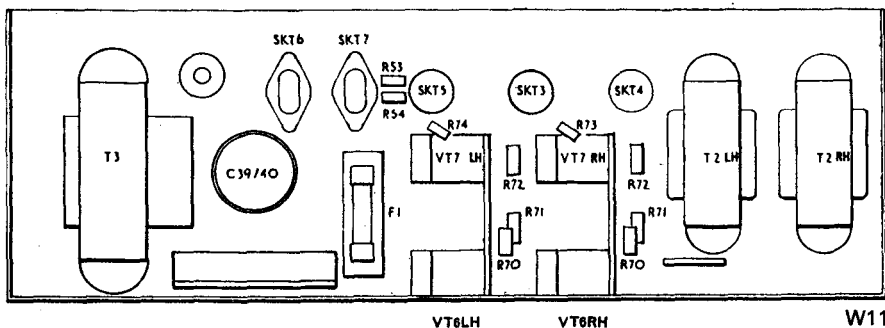 SKT6
SKT7
R53
R54
SKT5
SKT3
SKT4
R74
R73
T3
C39/40
F1
VT7 LH
R72
VT7 RH
R72
T2 LH
T2 RH
R71
R70
R71
R70
VT6LH
VT6RH
W11